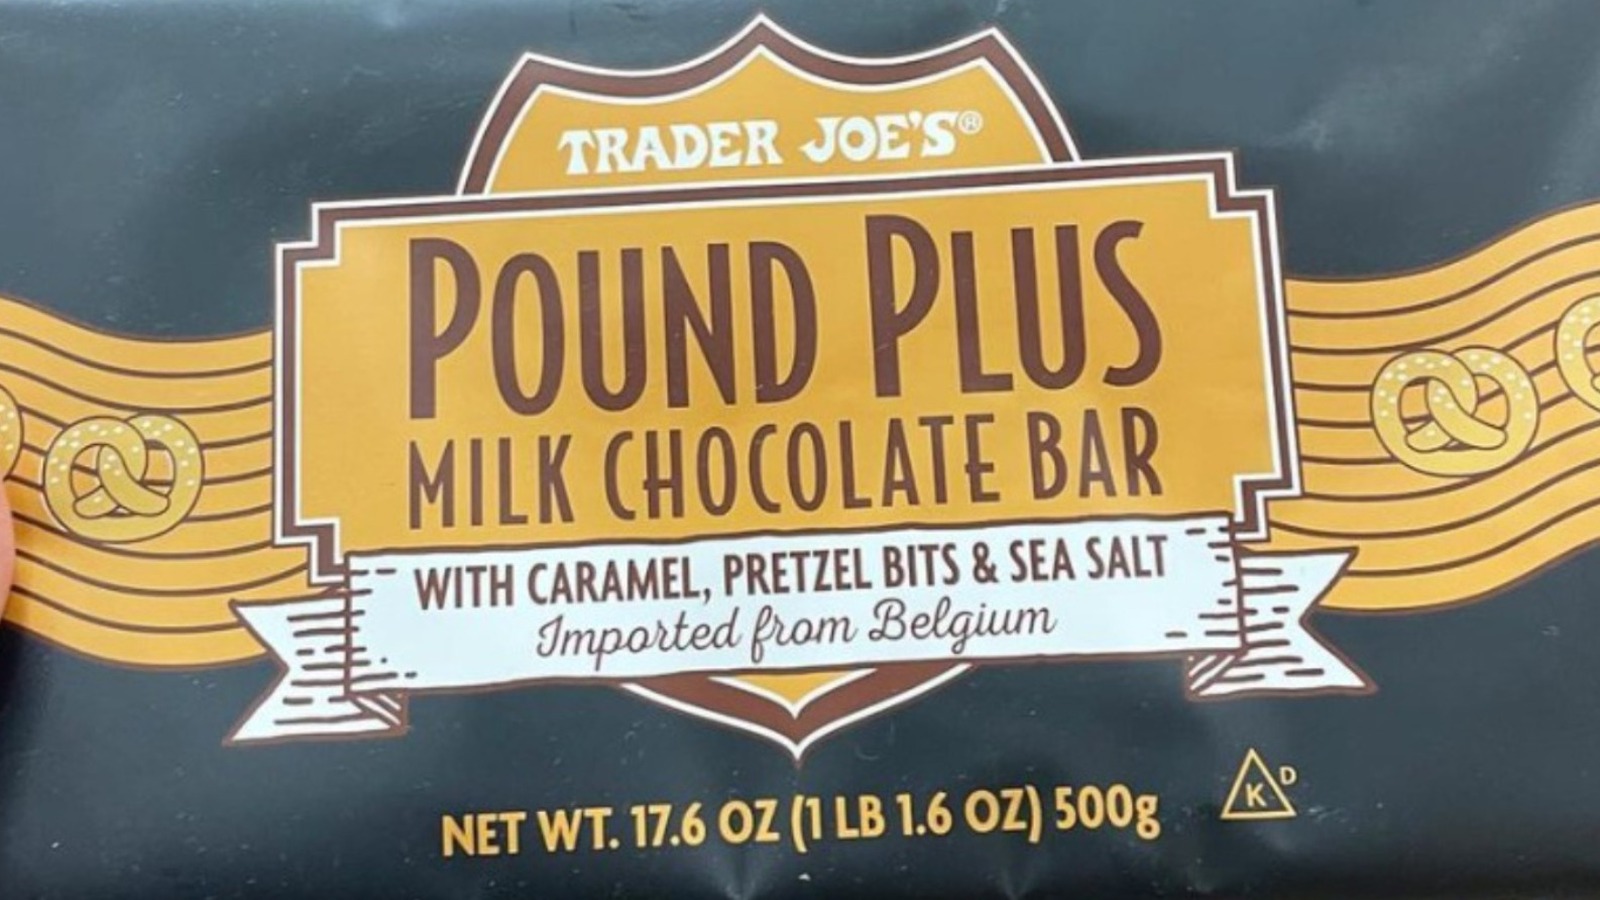 TRADER JOE'S®
POUND PLUS
MILK CHOCOLATE BAR
WITH CARAMEL, PRETZEL BITS & SEA SALT
Imported from Belgium
NET WT. 17.6 OZ (1 LB 1.6 OZ) 500g
K D